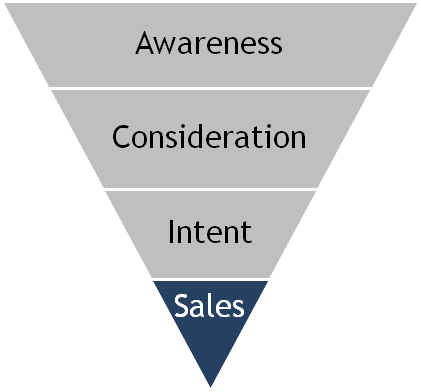 Awareness
Consideration
Intent
Sales